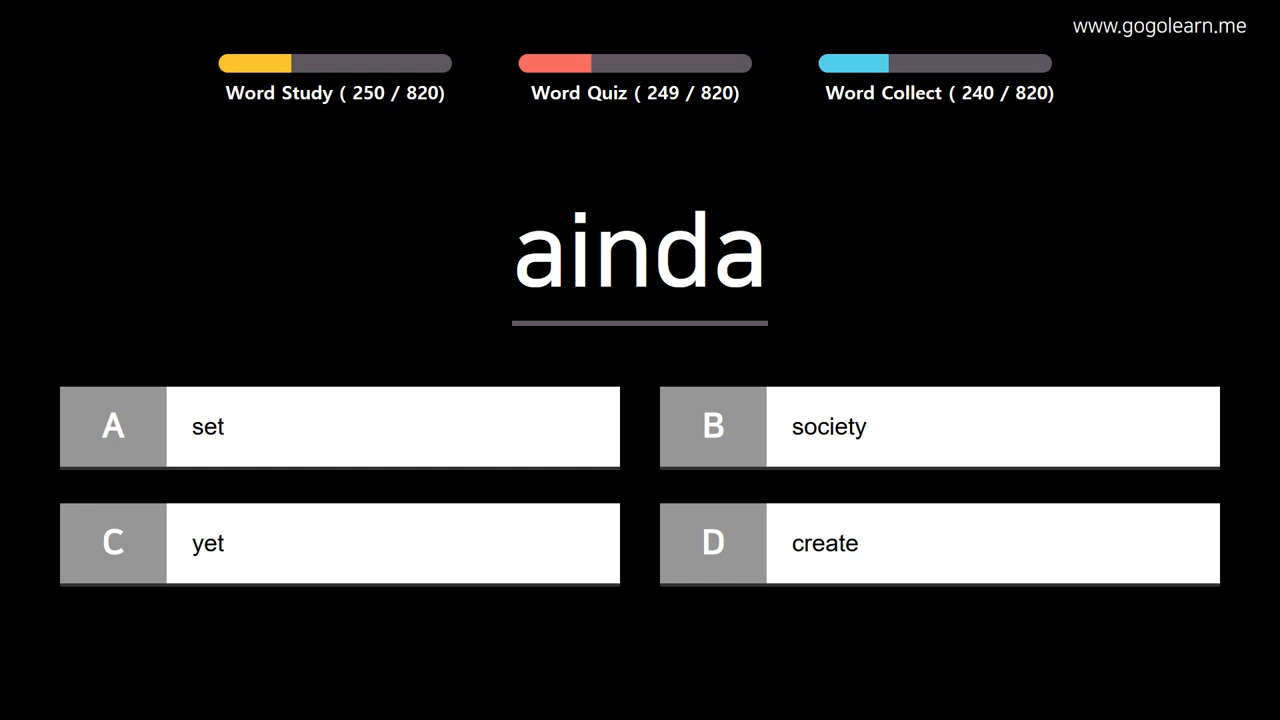 www.gogolearn.me
Word Study ( 250 / 820)
Word Quiz ( 249 / 820)
Word Collect ( 240 / 820)
ainda
A set
B society
C yet
D create